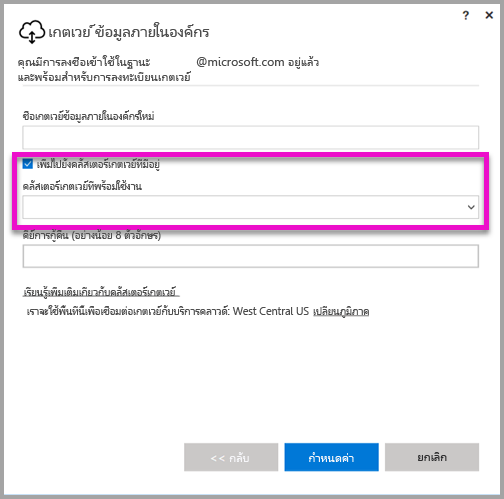 ? ×
เกตเวย์ข้อมูลภายในองค์กร
คุณมีการลงชื่อเข้าใช้ในฐานะ @microsoft.com อยู่แล้ว
และพร้อมสำหรับการลงทะเบียนเกตเวย์
ชื่อเกตเวย์ข้อมูลภายในองค์กรใหม่
เพิ่มไปยังคลัสเตอร์เกตเวย์ที่มีอยู่
คลัสเตอร์เกตเวย์ที่พร้อมใช้งาน
คีย์การกู้คืน (อย่างน้อย 8 ตัวอักษร)
เรียนรู้เพิ่มเติมเกี่ยวกับคลัสเตอร์เกตเวย์
เราจะใช้พื้นที่นี้เพื่อเชื่อมต่อเกตเวย์กับบริการคลาวด์: West Central US เปลี่ยนภูมิภาค
<< กลับ กำหนดค่า ยกเลิก